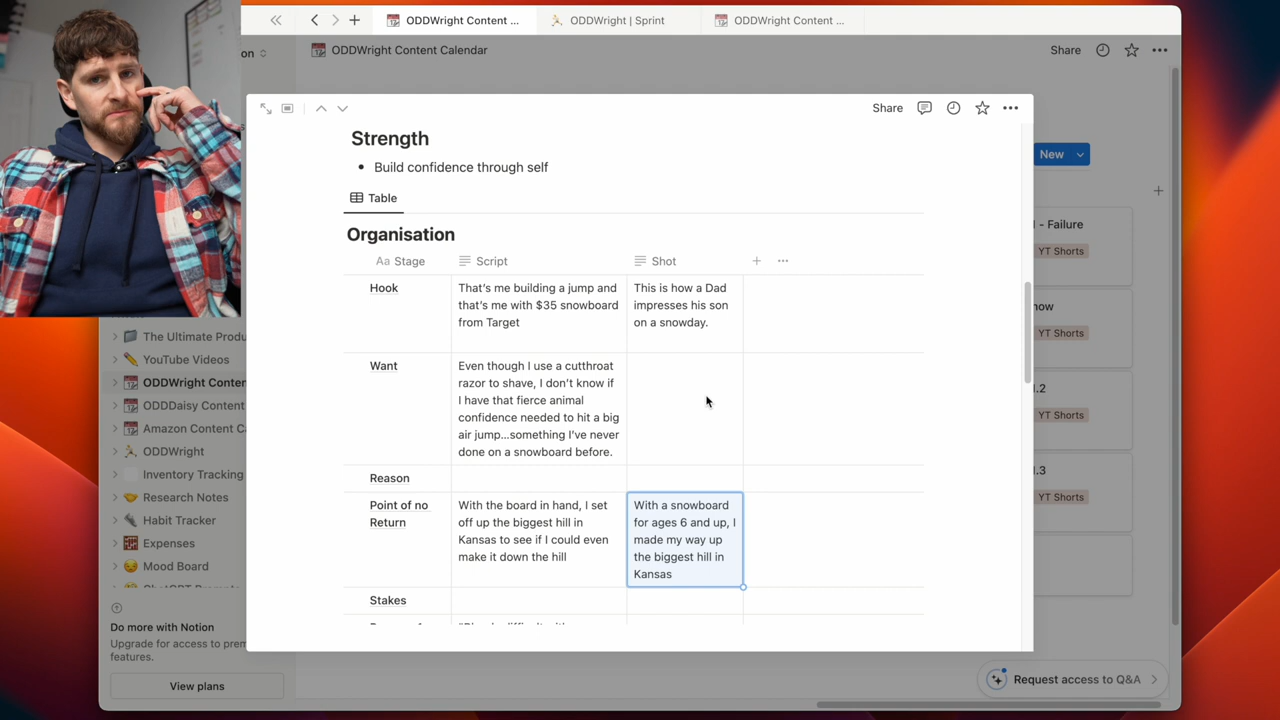 ODDWright Content ...
ODDWright | Sprint
ODDWright Content ...
on
ODDWright Content Calendar
Share
Share
New
Strength
• Build confidence through self
Table
Organisation
Aa Stage
Script
Shot
Hook
That's me building a jump and
that's me with $35 snowboard
from Target
This is how a Dad
impresses his son
on a snowday.
Want
Even though I use a cutthroat
razor to shave, I don't know if
I have that fierce animal
confidence needed to hit a big
air jump...something I've never
done on a snowboard before.
Reason
Point of no
Return
With the board in hand, I set
off up the biggest hill in
Kansas to see if I could even
make it down the hill
With a snowboard
for ages 6 and up, I
made my way up
the biggest hill in
Kansas
Stakes
- Failure
YT Shorts
YT Shorts
.2
YT Shorts
.3
YT Shorts
The Ultimate Produ
YouTube Videos
ODDWright Conter
ODDDaisy Content
Amazon Content C
ODDWright
Inventory Tracking
Research Notes
Habit Tracker
Expenses
Mood Board
Do more with Notion
Upgrade for access to prem
features.
View plans
Request access to Q&A